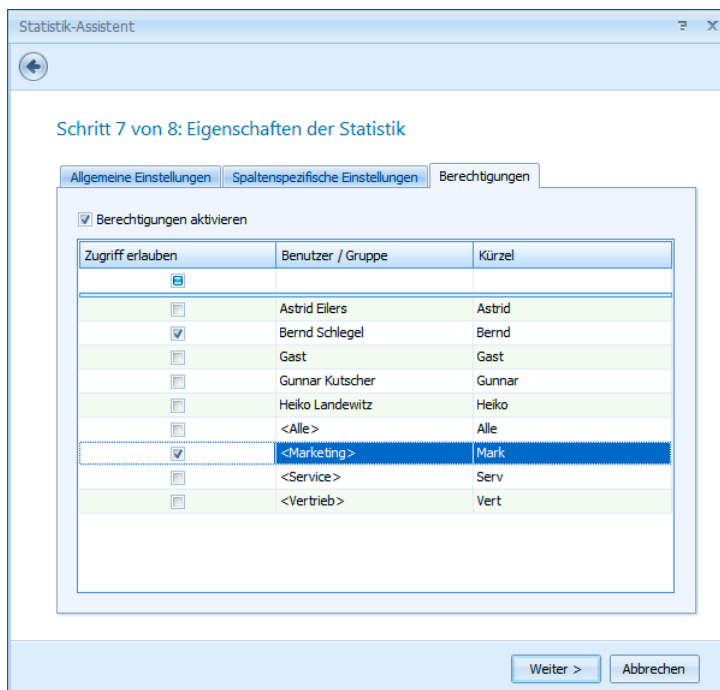 Statistik-Assistent
Schritt 7 von 8: Eigenschaften der Statistik
Allgemeine Einstellungen Spaltenspezifische Einstellungen Berechtigungen
Berechtigungen aktivieren
Zugriff erlauben Benutzer / Gruppe Kürzel
Astrid Eilers Astrid
Bernd Schlegel Bernd
Gast Gast
Gunnar Kutscher Gunnar
Heiko Landewitz Heiko
<Alle> Alle
<Marketing> Mark
<Service> Serv
<Vertrieb> Vert
Weiter > Abbrechen